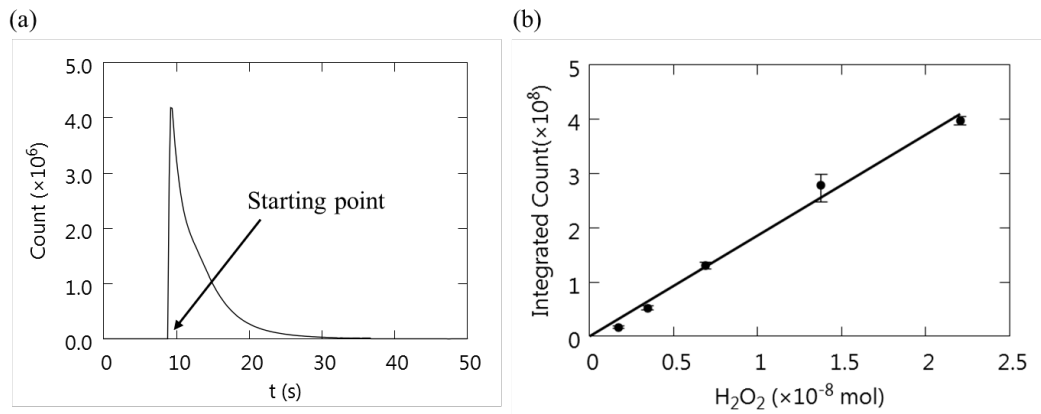 (a)
5.0
4.0
3.0
2.0
1.0
0.0
Count (×10⁶)
Starting point
0 10 20 30 40 50
t (s)
(b)
5
4
3
2
1
0
Integrated Count(×10⁸)
0 0.5 1 1.5 2 2.5
H₂O₂ (×10⁻⁸ mol)